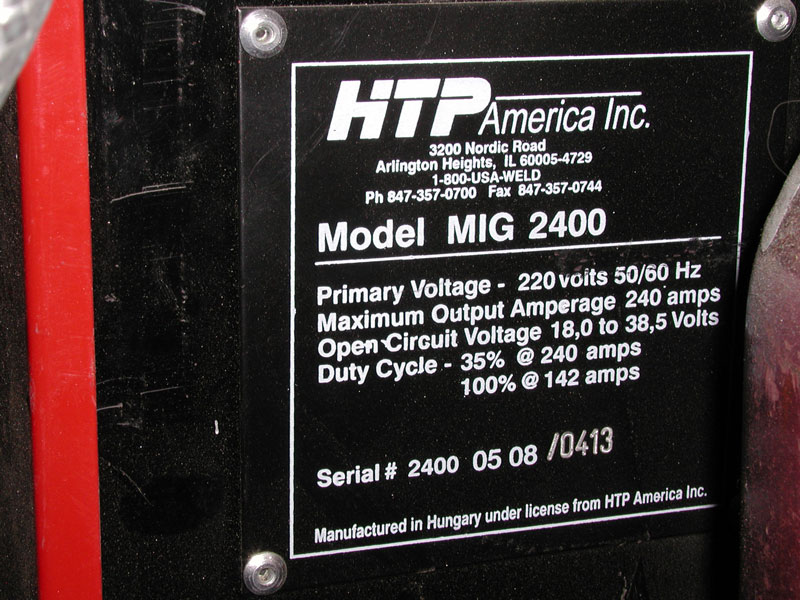 HTP America Inc.
3200 Nordic Road
Arlington Heights, IL 60005-4729
1-800-USA-WELD
Ph 847-357-0700 Fax 847-357-0744
Model MIG 2400
Primary Voltage - 220 volts 50/60 Hz
Maximum Output Amperage 240 amps
Open Circuit Voltage 18,0 to 38,5 Volts
Duty Cycle - 35% @ 240 amps
100% @ 142 amps
Serial # 2400 05 08 /0413
Manufactured in Hungary under license from HTP America Inc.